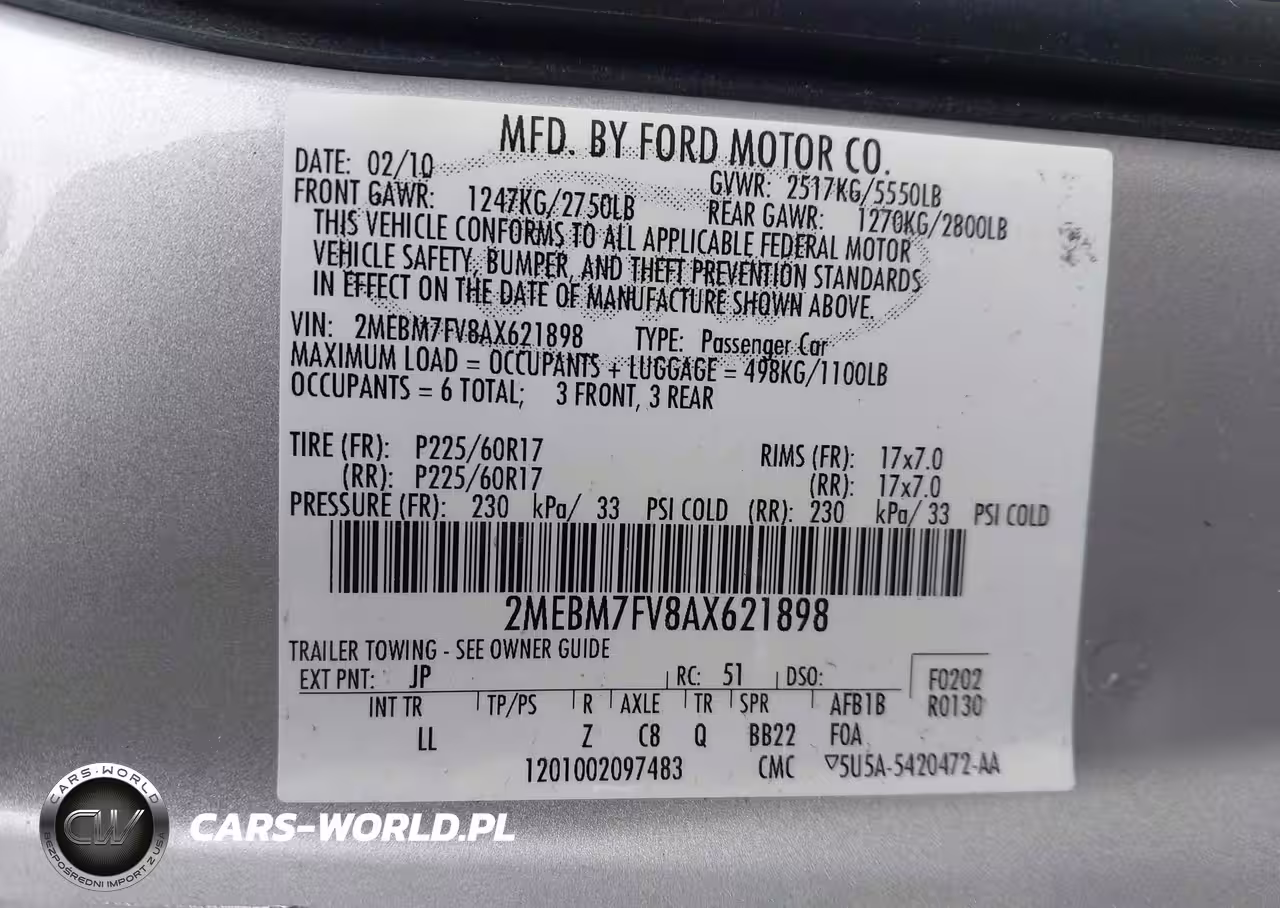 MFD. BY FORD MOTOR CO.
DATE: 02/10 GVWR: 2517KG/5550LB
FRONT GAWR: 1247KG/2750LB REAR GAWR: 1270KG/2800LB
THIS VEHICLE CONFORMS TO ALL APPLICABLE FEDERAL MOTOR
VEHICLE SAFETY, BUMPER, AND THEFT PREVENTION STANDARDS
IN EFFECT ON THE DATE OF MANUFACTURE SHOWN ABOVE.
VIN: 2MEBM7FV8AX621898 TYPE: Passenger Car
MAXIMUM LOAD = OCCUPANTS + LUGGAGE = 498KG/1100LB
OCCUPANTS = 6 TOTAL; 3 FRONT, 3 REAR
TIRE (FR): P225/60R17 RIMS (FR): 17x7.0
(RR): P225/60R17 (RR): 17x7.0
PRESSURE (FR): 230 kPa/ 33 PSI COLD (RR): 230 kPa/ 33 PSI COLD
2MEBM7FV8AX621898
TRAILER TOWING - SEE OWNER GUIDE
EXT PNT: JP RC: 51 DSO: F0202
INT TR TP/PS R AXLE TR SPR AFB1B R0130
LL Z C8 Q BB22 F0A
1201002097483 CMC ▽5U5A-5420472-AA
CARS-WORLD
CW
BEZPOŚREDNI IMPORT Z USA
CARS-WORLD.PL